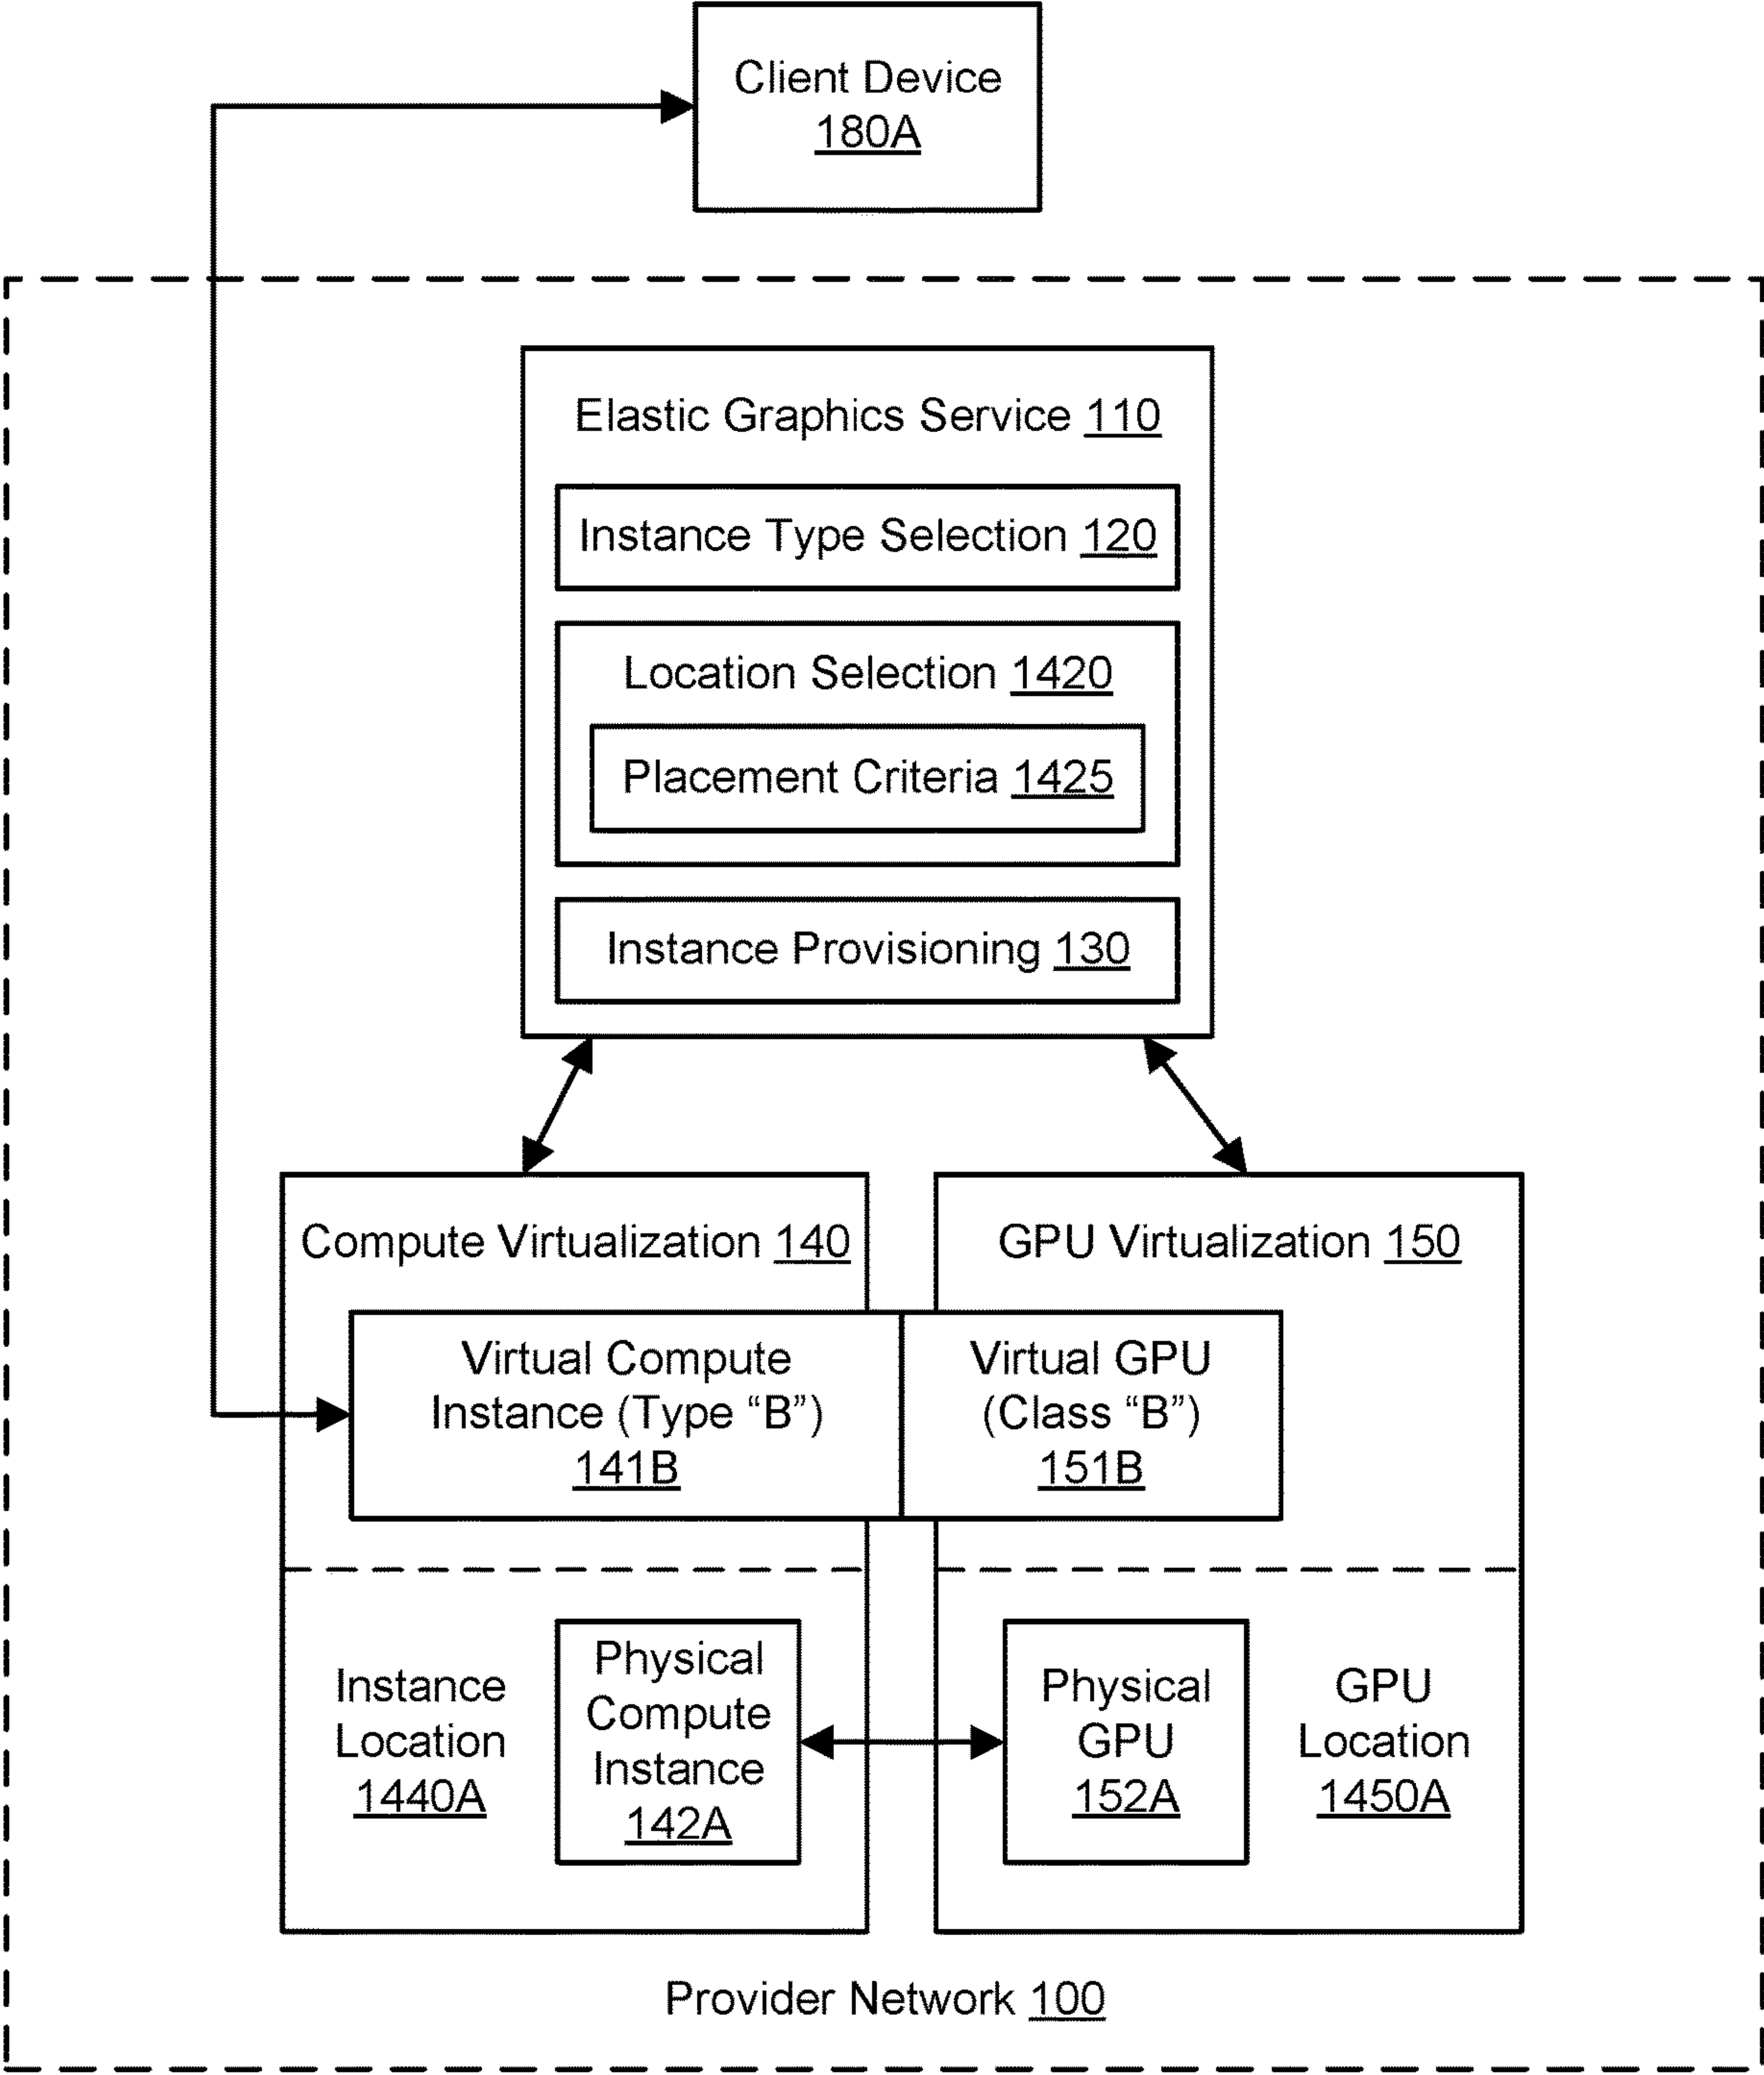 Client Device
180A
Elastic Graphics Service 110
Instance Type Selection 120
Location Selection 1420
Placement Criteria 1425
Instance Provisioning 130
Compute Virtualization 140
Virtual Compute
Instance (Type “B”)
141B
GPU Virtualization 150
Virtual GPU
(Class “B”)
151B
Instance
Location
1440A
Physical
Compute
Instance
142A
Physical
GPU
152A
GPU
Location
1450A
Provider Network 100